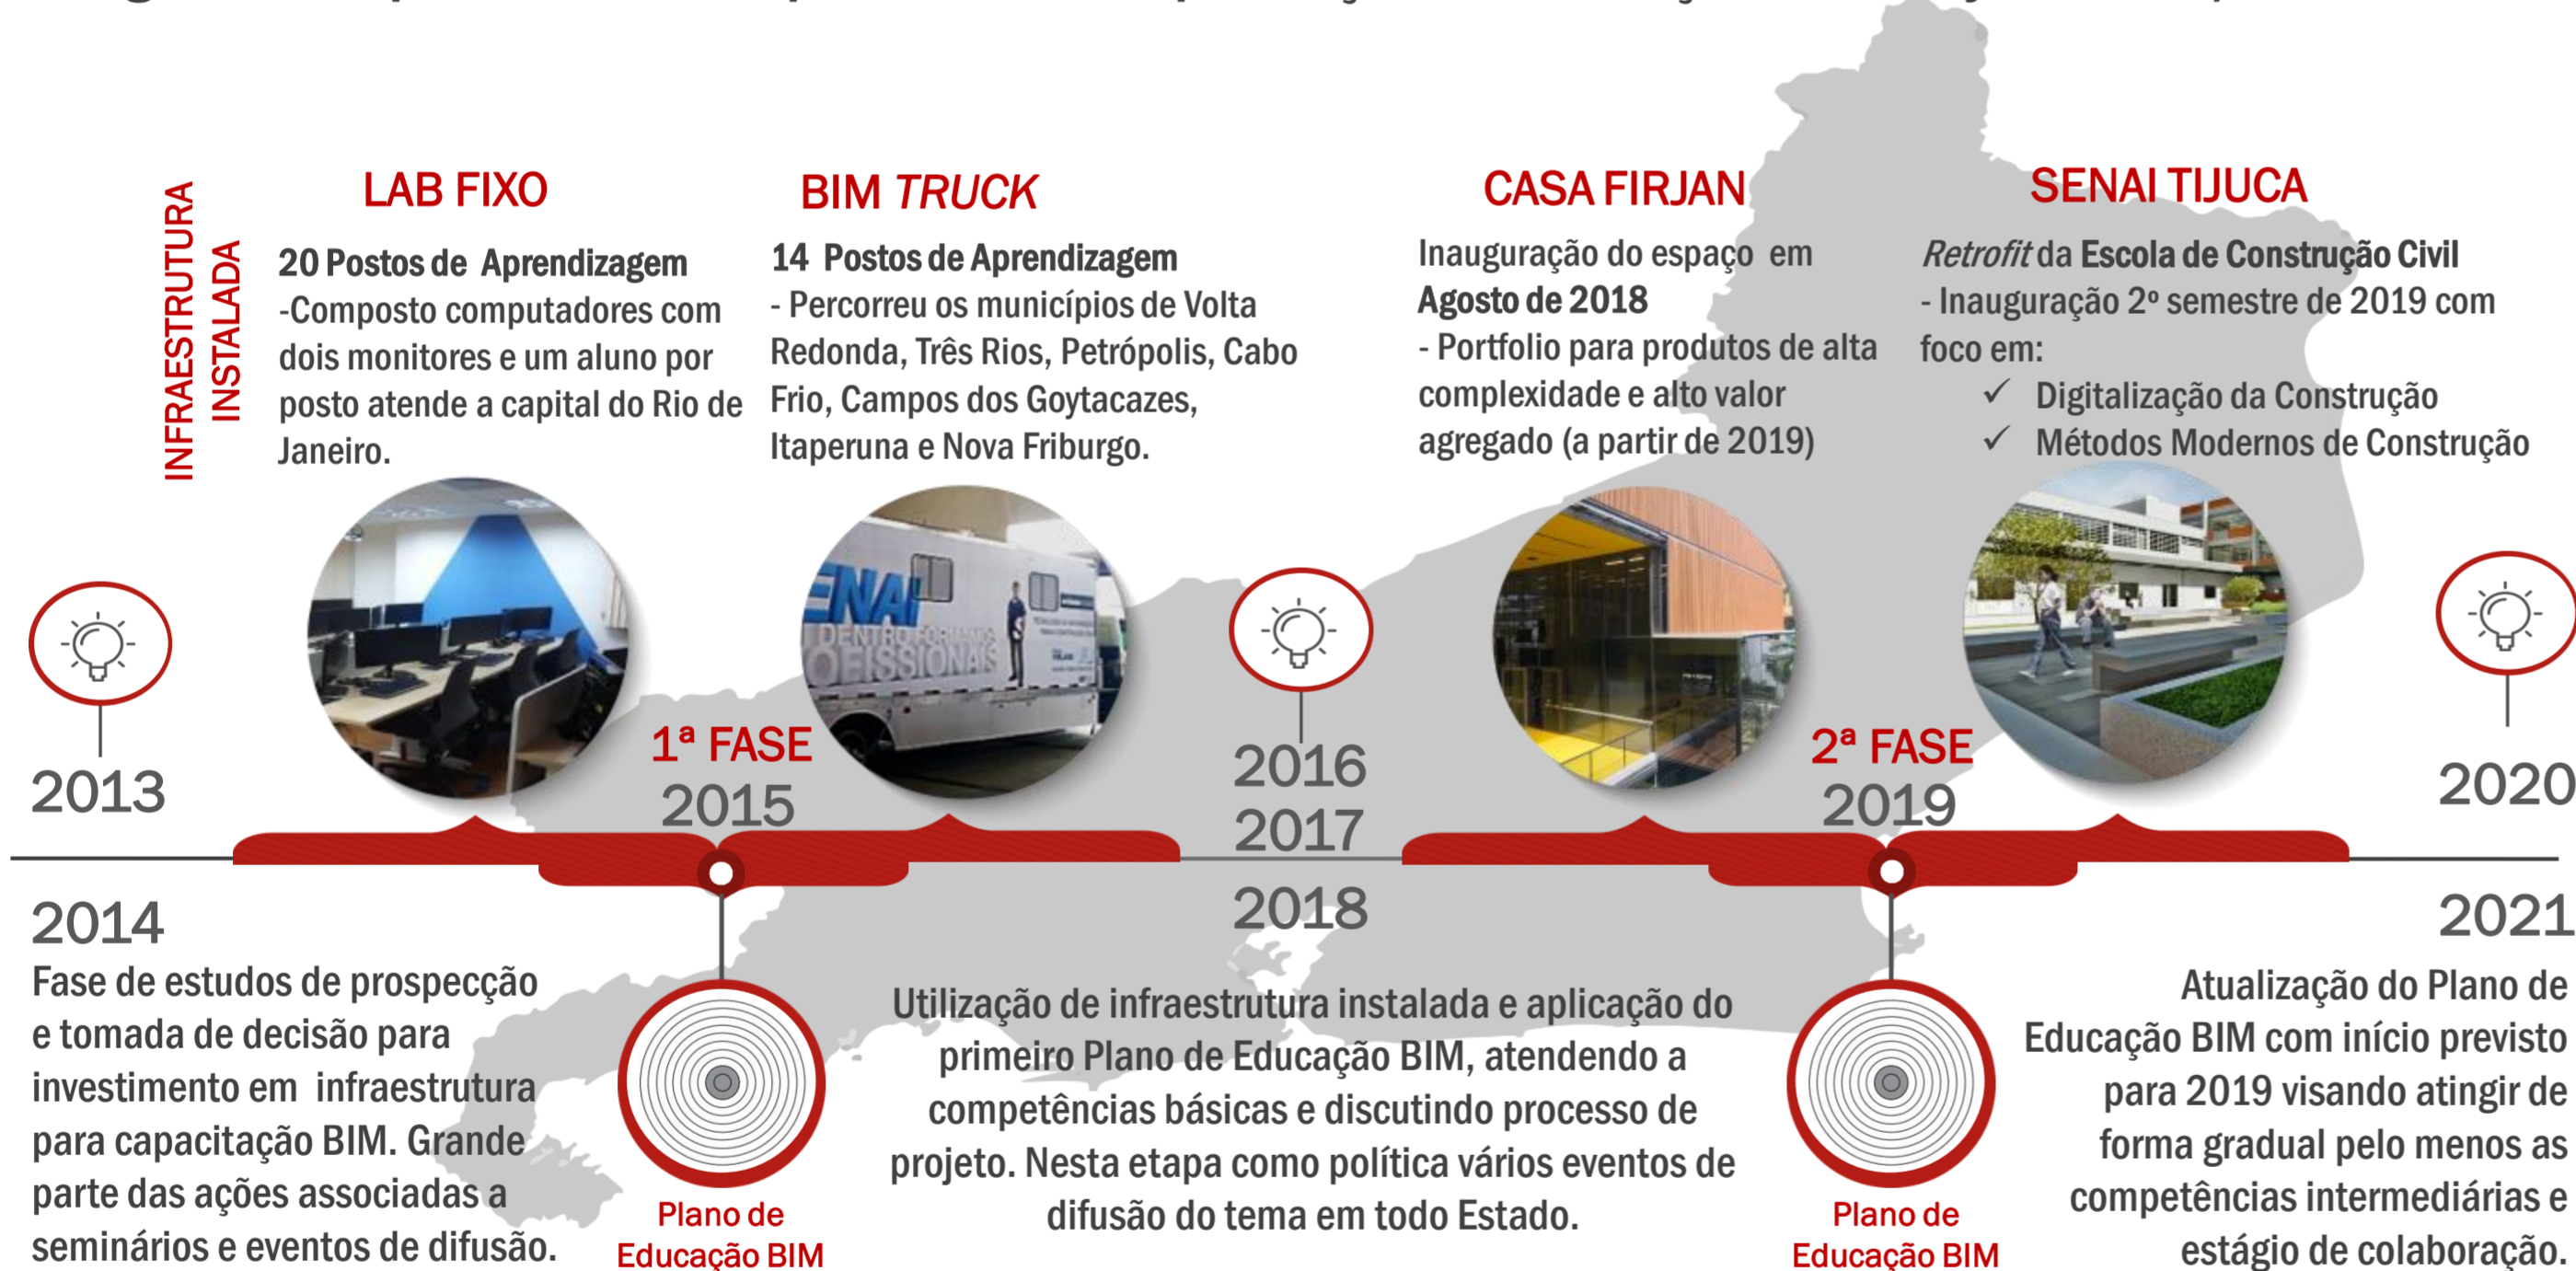 INFRAESTRUTURA
INSTALADA
LAB FIXO
20 Postos de Aprendizagem
-Composto computadores com
dois monitores e um aluno por
posto atende a capital do Rio de
Janeiro.
BIM TRUCK
14 Postos de Aprendizagem
- Percorreu os municípios de Volta
Redonda, Três Rios, Petrópolis, Cabo
Frio, Campos dos Goytacazes,
Itaperuna e Nova Friburgo.
CASA FIRJAN
Inauguração do espaço em
Agosto de 2018
- Portfolio para produtos de alta
complexidade e alto valor
agregado (a partir de 2019)
SENAI TIJUCA
Retrofit da Escola de Construção Civil
- Inauguração 2º semestre de 2019 com
foco em:
✓ Digitalização da Construção
✓ Métodos Modernos de Construção
ENAI
DENTRO FORMAMOS
OFISSIONAIS
2013
1ª FASE
2015
2016
2017
2ª FASE
2019
2020
2014
Fase de estudos de prospecção
e tomada de decisão para
investimento em infraestrutura
para capacitação BIM. Grande
parte das ações associadas a
seminários e eventos de difusão.
Plano de
Educação BIM
2018
Utilização de infraestrutura instalada e aplicação do
primeiro Plano de Educação BIM, atendendo a
competências básicas e discutindo processo de
projeto. Nesta etapa como política vários eventos de
difusão do tema em todo Estado.
Plano de
Educação BIM
2021
Atualização do Plano de
Educação BIM com início previsto
para 2019 visando atingir de
forma gradual pelo menos as
competências intermediárias e
estágio de colaboração.